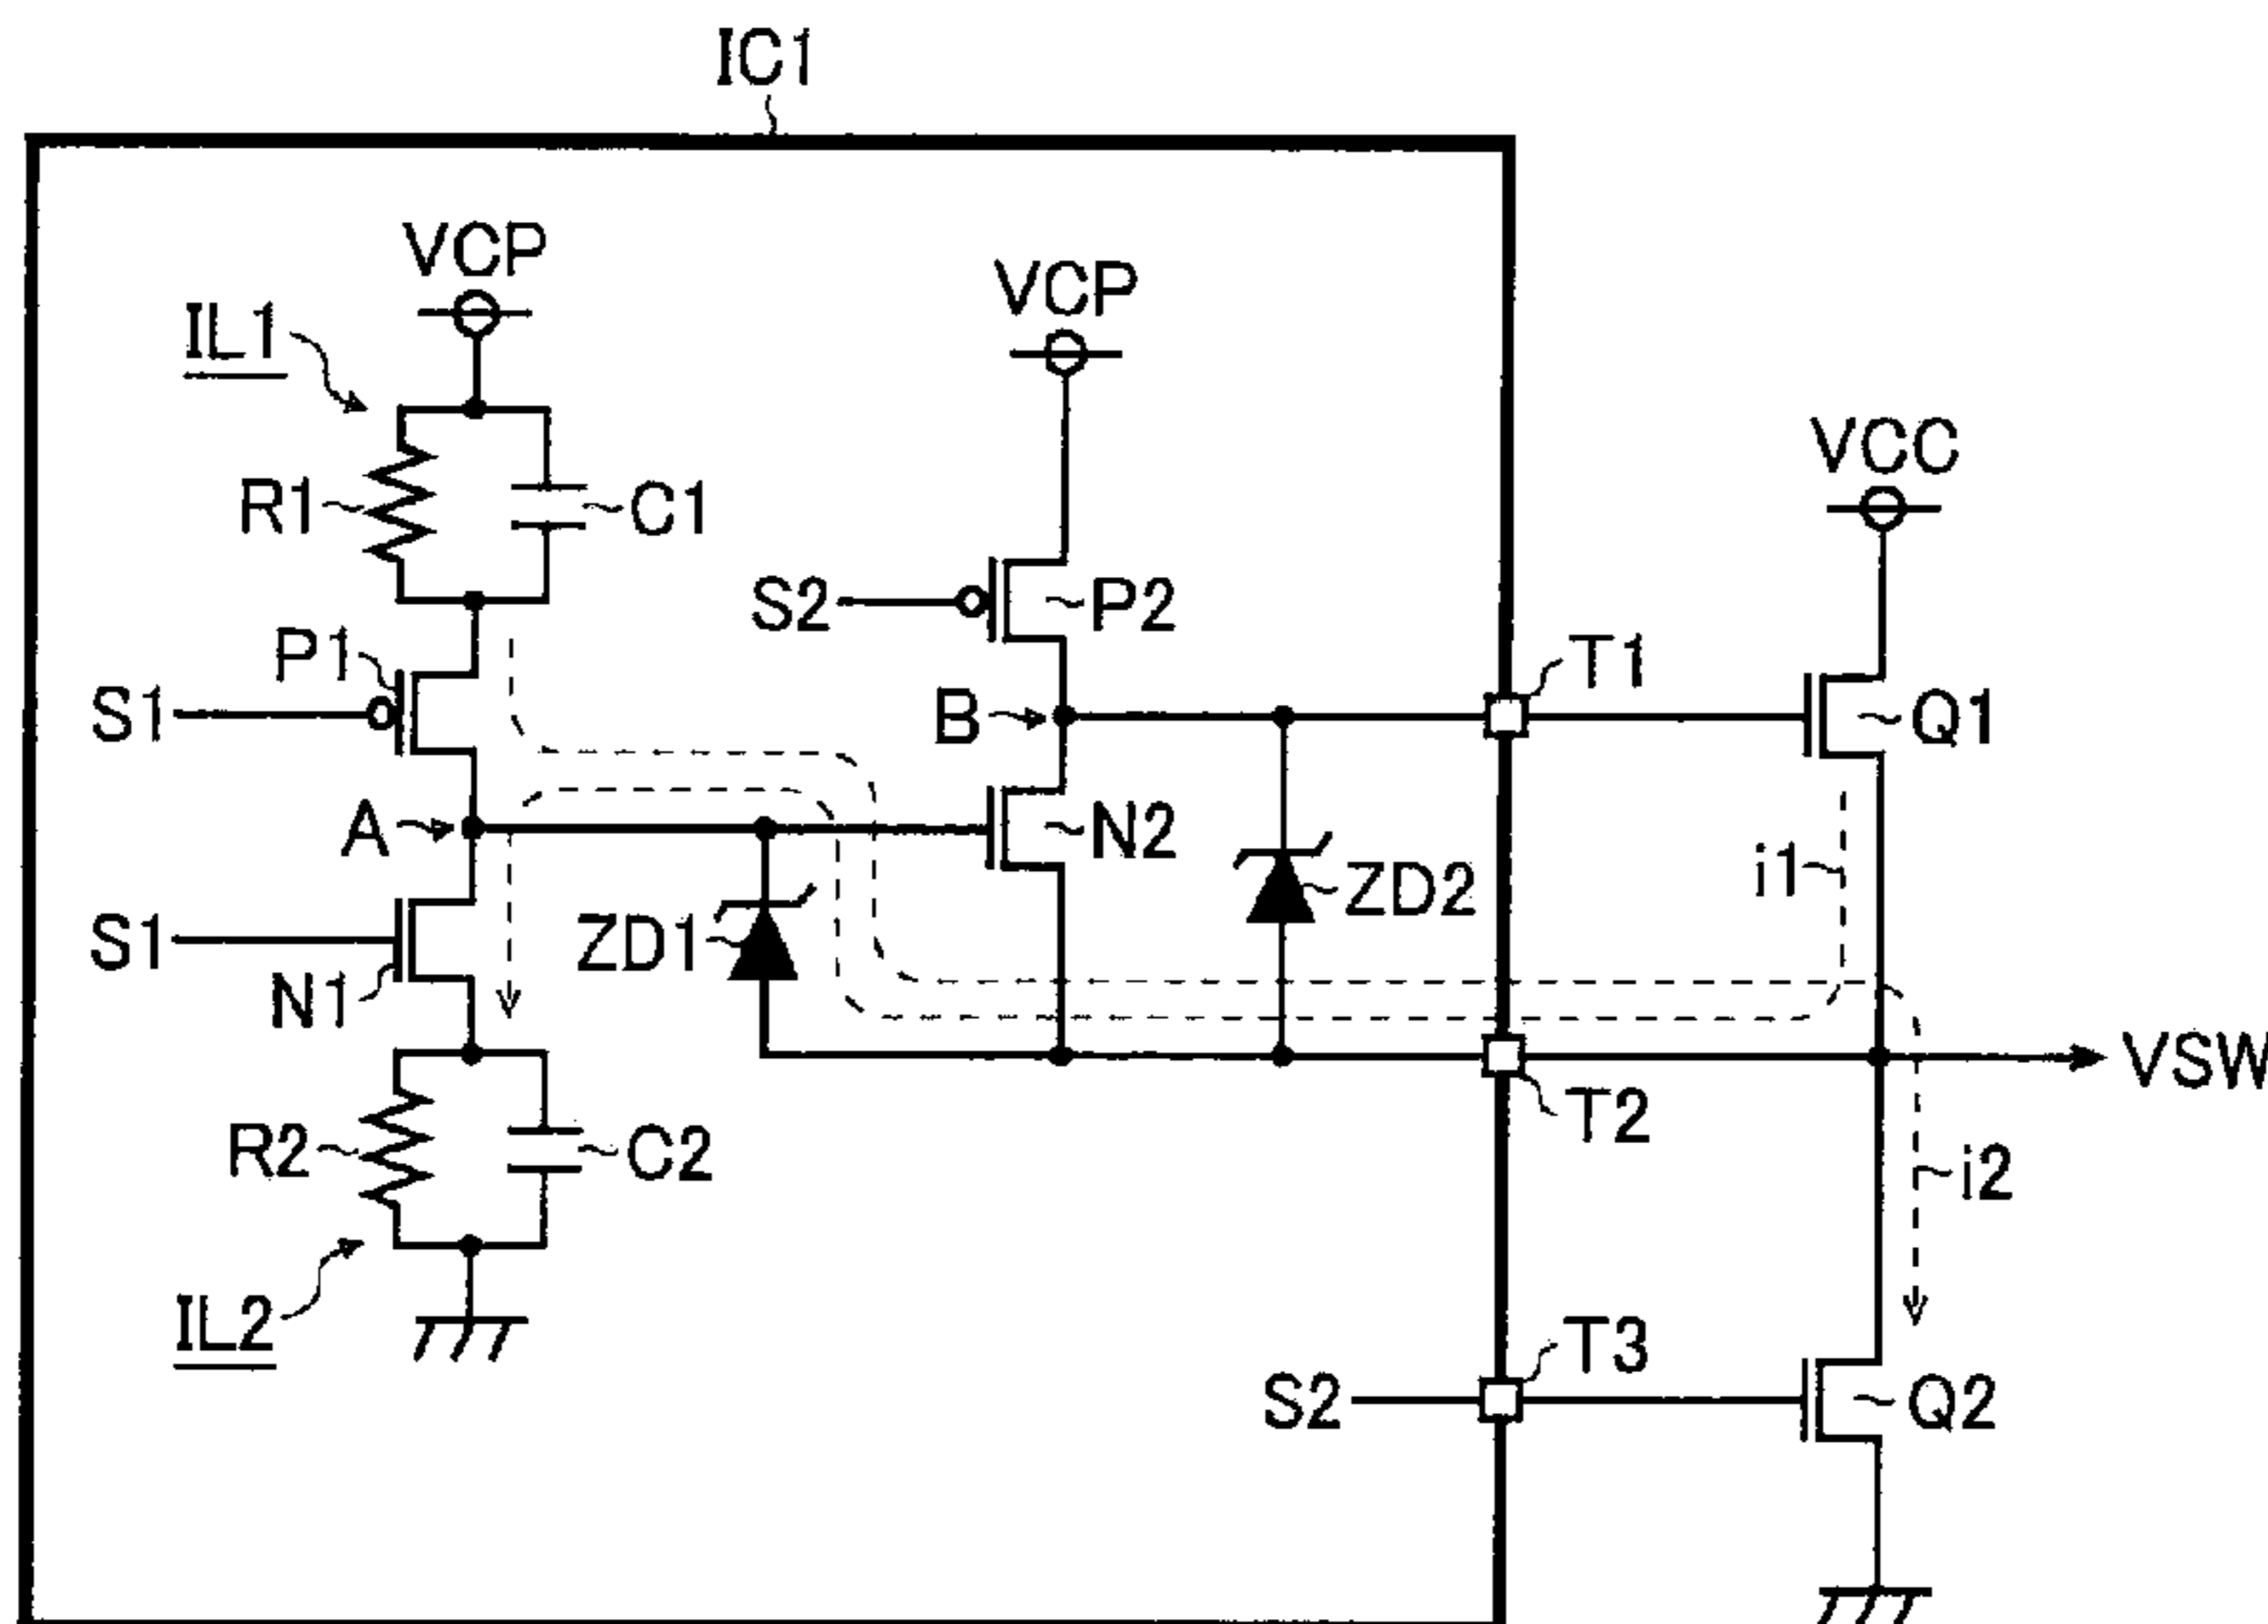 IC1
VCP
IL1
VCP
R1
C1
VCC
S2
P2
P1
T1
S1
B
Q1
A
N2
i1
ZD2
S1
ZD1
N1
VSW
T2
R2
C2
i2
IL2
T3
S2
Q2